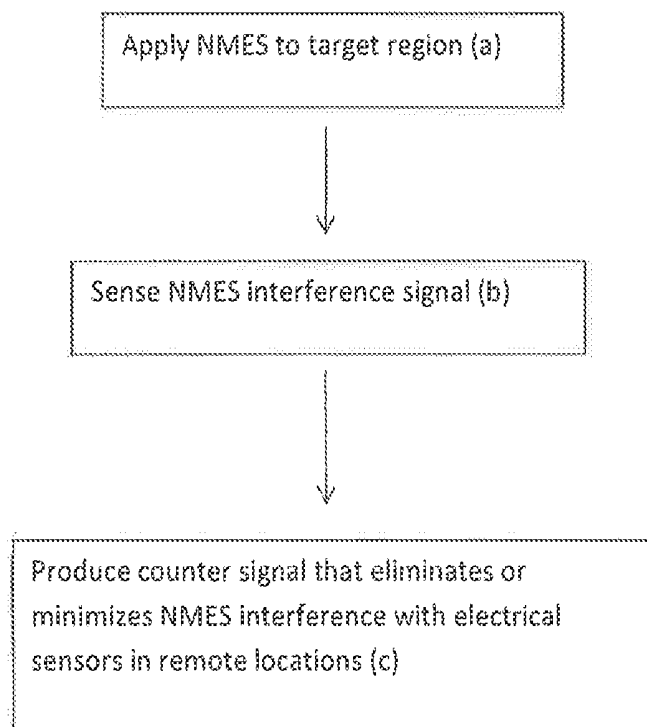 Apply NMES to target region (a)
Sense NMES interference signal (b)
Produce counter signal that eliminates or
minimizes NMES interference with electrical
sensors in remote locations (c)